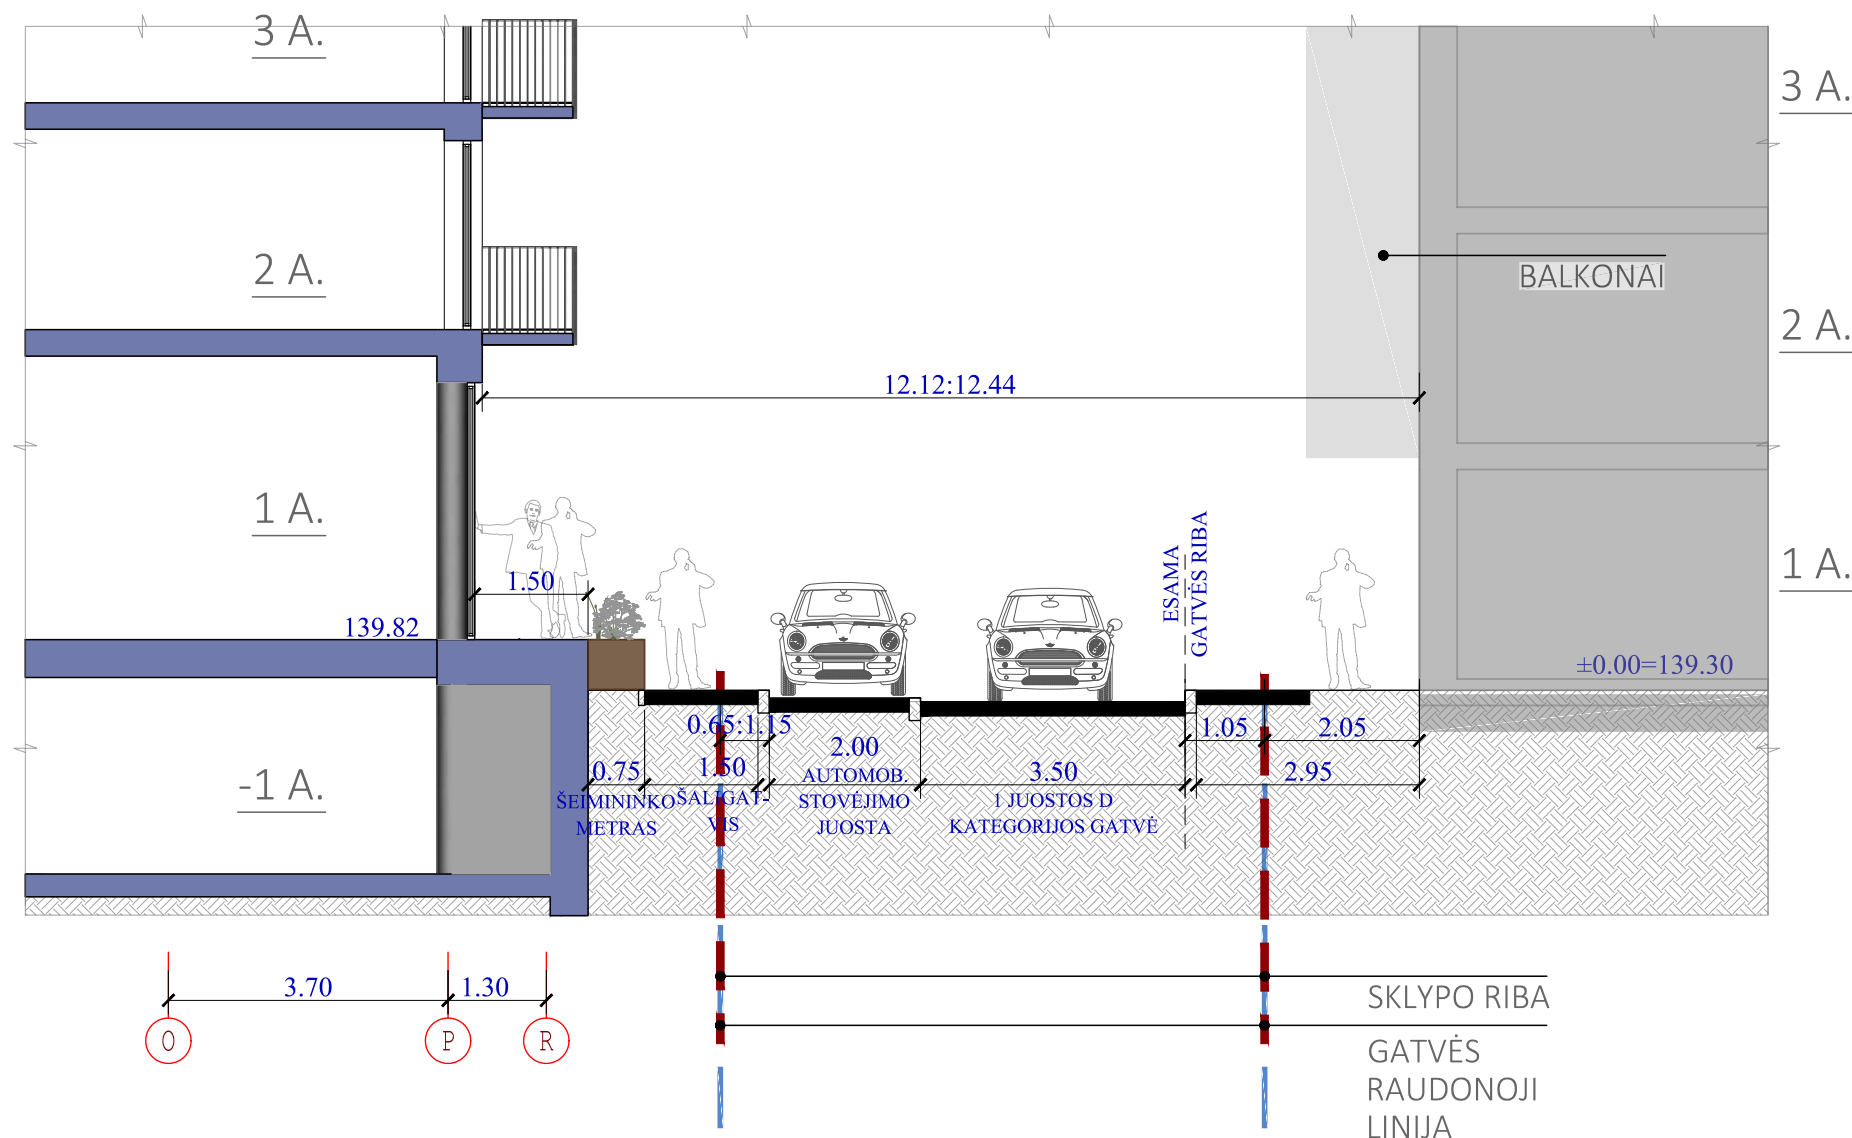 3 A.
3 A.
2 A.
BALKONAI
2 A.
12.12:12.44
1 A.
ESAMA
GATVĖS RIBA
1 A.
1.50
139.82
±0.00=139.30
0.65:1.15
1.05
2.05
2.00
AUTOMOB.
STOVĖJIMO
JUOSTA
0.75
ŠEIMININKO
METRAS
1.50
ŠALIGAT-
VIS
3.50
1 JUOSTOS D
KATEGORIJOS GATVĖ
2.95
-1 A.
3.70
1.30
SKLYPO RIBA
O
P
R
GATVĖS
RAUDONOJI
LINIJA